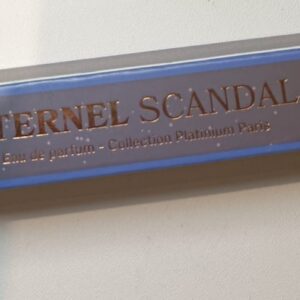 TERNEL SCANDAL
Eau de parfum - Collection Platinium Paris